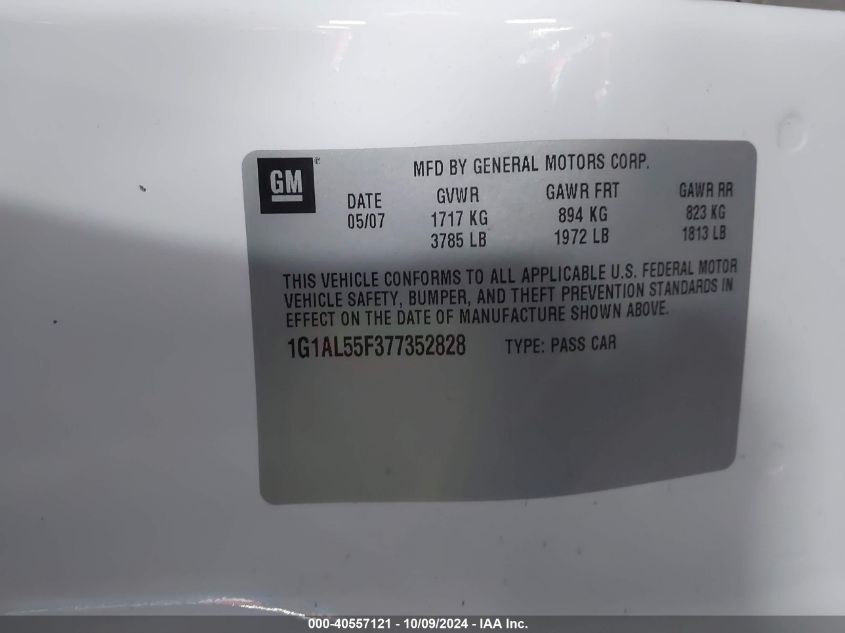 GM®
MFD BY GENERAL MOTORS CORP.
DATE GVWR GAWR FRT GAWR RR
05/07 1717 KG 894 KG 823 KG
3785 LB 1972 LB 1813 LB
THIS VEHICLE CONFORMS TO ALL APPLICABLE U.S. FEDERAL MOTOR
VEHICLE SAFETY, BUMPER, AND THEFT PREVENTION STANDARDS IN
EFFECT ON THE DATE OF MANUFACTURE SHOWN ABOVE.
1G1AL55F377352828 TYPE: PASS CAR
000-40557121 - 10/09/2024 - IAA Inc.